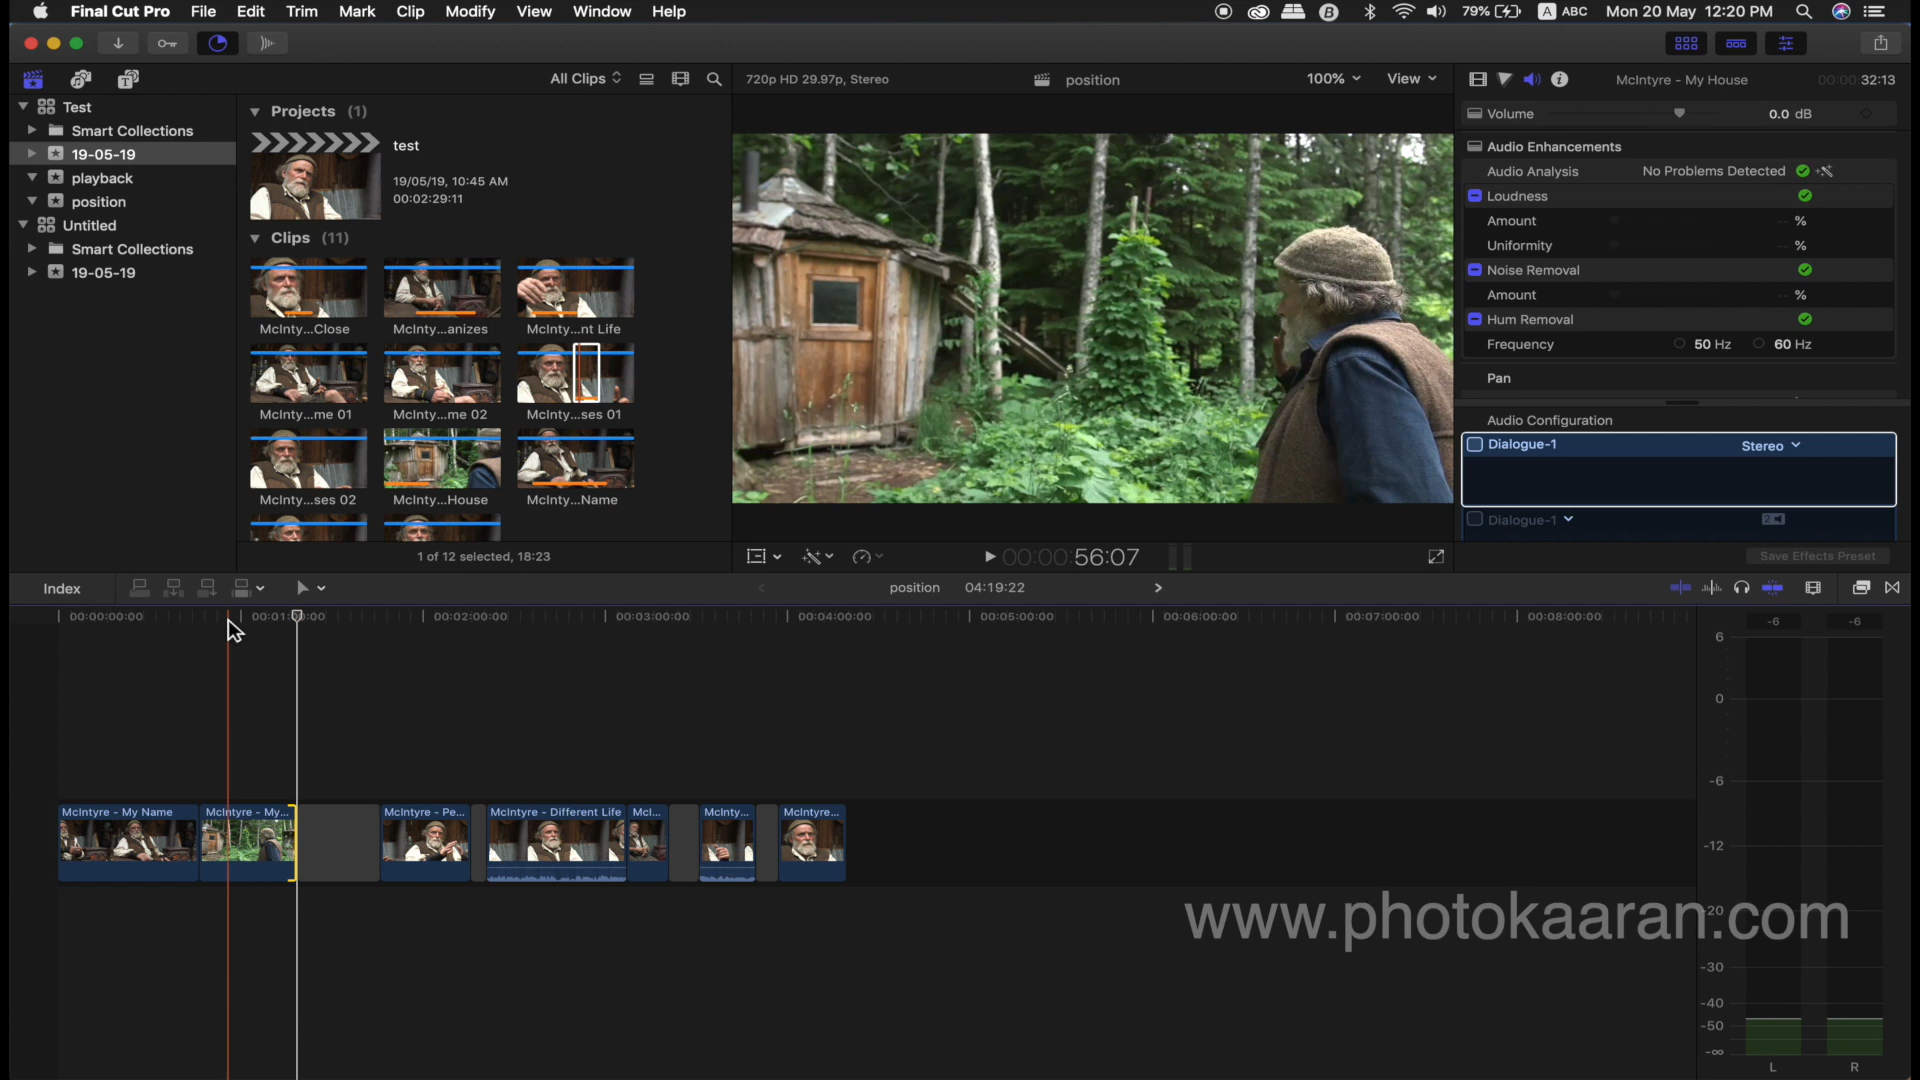 Final Cut Pro File Edit Trim Mark Clip Modify View Window Help
79% A ABC Mon 20 May 12:20 PM
All Clips
720p HD 29.97p, Stereo
position
100% View
McIntyre - My House
00:00:32:13
Test
Smart Collections
19-05-19
playback
position
Untitled
Smart Collections
19-05-19
Projects (1)
test
19/05/19, 10:45 AM
00:02:29:11
Clips (11)
McInty...Close McInty...anizes McInty...nt Life
McInty...me 01 McInty...me 02 McInty...ses 01
McInty...ses 02 McInty...House McInty...Name
1 of 12 selected, 18:23
00:00:56:07
Volume 0.0 dB
Audio Enhancements
Audio Analysis No Problems Detected
Loudness
Amount -- %
Uniformity -- %
Noise Removal
Amount -- %
Hum Removal
Frequency 50 Hz 60 Hz
Pan
Audio Configuration
Dialogue-1 Stereo
Dialogue-1
Save Effects Preset
Index
position 04:19:22
00:00:00:00 00:01:00:00 00:02:00:00 00:03:00:00 00:04:00:00 00:05:00:00 00:06:00:00 00:07:00:00 00:08:00:00
McIntyre - My Name McIntyre - My... McIntyre - Pe... McIntyre - Different Life McI... McInty... McIntyre...
-6 -6
6
0
-6
-12
-20
-30
-40
-50
-∞
L R
www.photokaaran.com